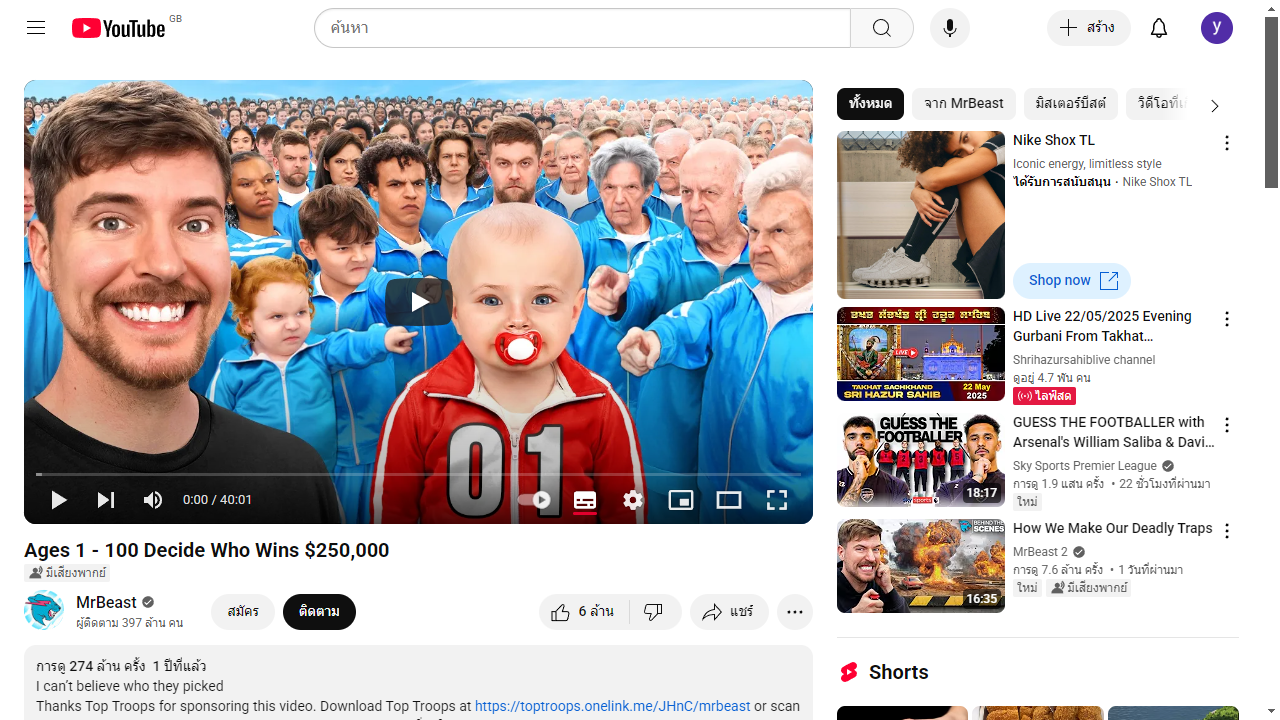 YouTube GB
ค้นหา
สร้าง
y
01
0:00 / 40:01
Ages 1 - 100 Decide Who Wins $250,000
มีเสียงพากย์
MrBeast
ผู้ติดตาม 397 ล้าน คน
สมัคร
ติดตาม
6 ล้าน
แชร์
การดู 274 ล้าน ครั้ง 1 ปีที่แล้ว
I can’t believe who they picked
Thanks Top Troops for sponsoring this video. Download Top Troops at https://toptroops.onelink.me/JHnC/mrbeast or scan
ทั้งหมด
จาก MrBeast
มิสเตอร์บีสต์
Nike Shox TL
Iconic energy, limitless style
ได้รับการสนับสนุน · Nike Shox TL
Shop now
LIVE
TAKHAT SACHKHAND
SRI HAZUR SAHIB
22 May
2025
HD Live 22/05/2025 Evening
Gurbani From Takhat…
Shrihazursahiblive channel
ดูอยู่ 4.7 พัน คน
ไลฟ์สด
GUESS THE
FOOTBALLER
sports
18:17
GUESS THE FOOTBALLER with
Arsenal's William Saliba & Davi…
Sky Sports Premier League
การดู 1.9 แสน ครั้ง • 22 ชั่วโมงที่ผ่านมา
ใหม่
BEHIND THE
SCENES
16:35
How We Make Our Deadly Traps
MrBeast 2
การดู 7.6 ล้าน ครั้ง • 1 วันที่ผ่านมา
ใหม่
มีเสียงพากย์
Shorts